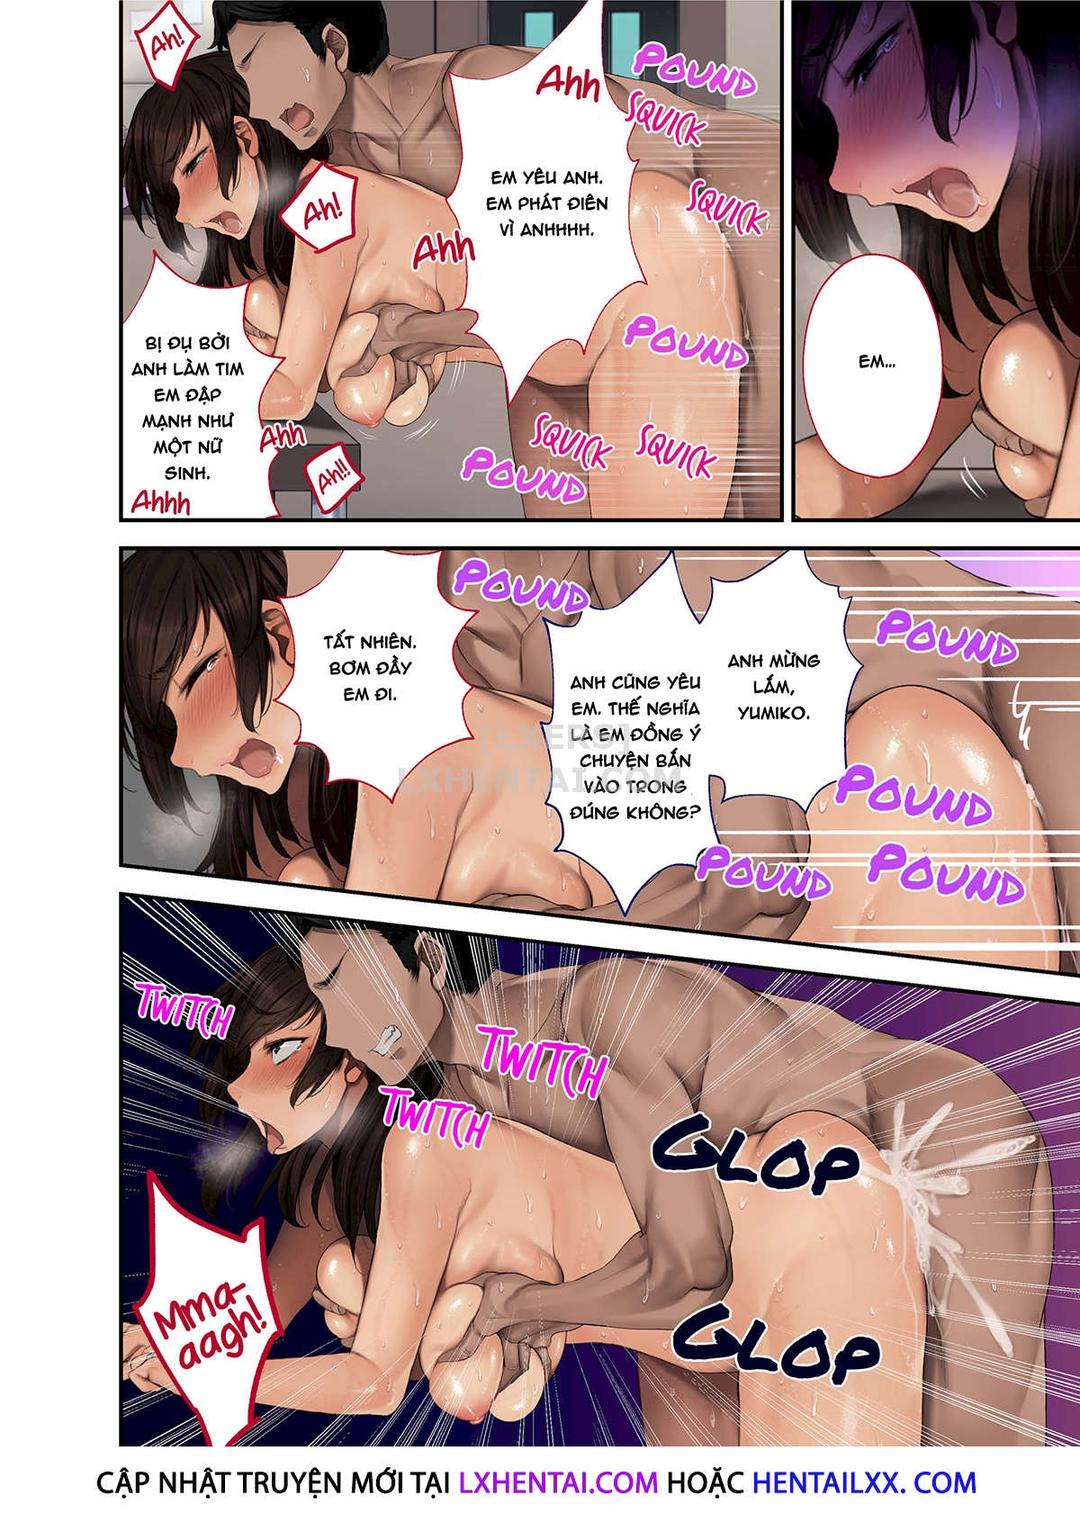 EM...
POUND
SQUICK
SQUICK
Ahh
EM YÊU ANH.
EM PHÁT ĐIÊN
VÌ ANHHHH.
Ah!
Ah!
Ahh
POUND
SQUICK
SQUICK
POUND
BỊ ĐỤ BỞI
ANH LÀM TIM
EM ĐẬP
MẠNH NHƯ
MỘT NỮ
SINH.
Ahh
Ah!!
Ahhh
POUND
ANH MỪNG
LẮM,
YUMIKO.
ANH CŨNG YÊU
EM. THẾ NGHĨA
LÀ EM ĐỒNG Ý
CHUYỆN BẮN
VÀO TRONG
ĐÚNG KHÔNG?
POUND
POUND
POUND
POUND
TẤT NHIÊN.
BƠM ĐẦY
EM ĐI.
[LXERS]
LXHENTAI.COM
TWITCH
TWITCH
TWITCH
GLOP
GLOP
Mma-
aagh!
CẬP NHẬT TRUYỆN MỚI TẠI LXHENTAI.COM HOẶC HENTAILXX. COM